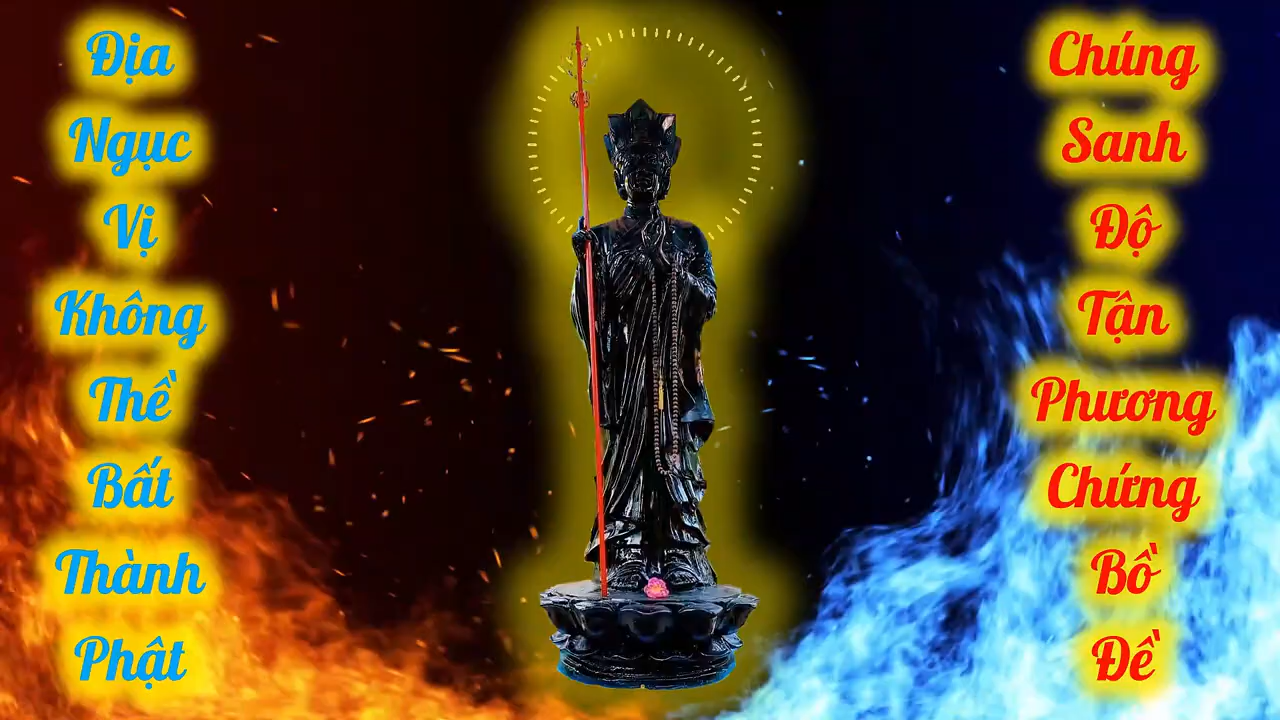 Địa
Ngục
Vị
Không
Thề
Bất
Thành
Phật
Chúng
Sanh
Độ
Tận
Phương
Chứng
Bồ
Đề